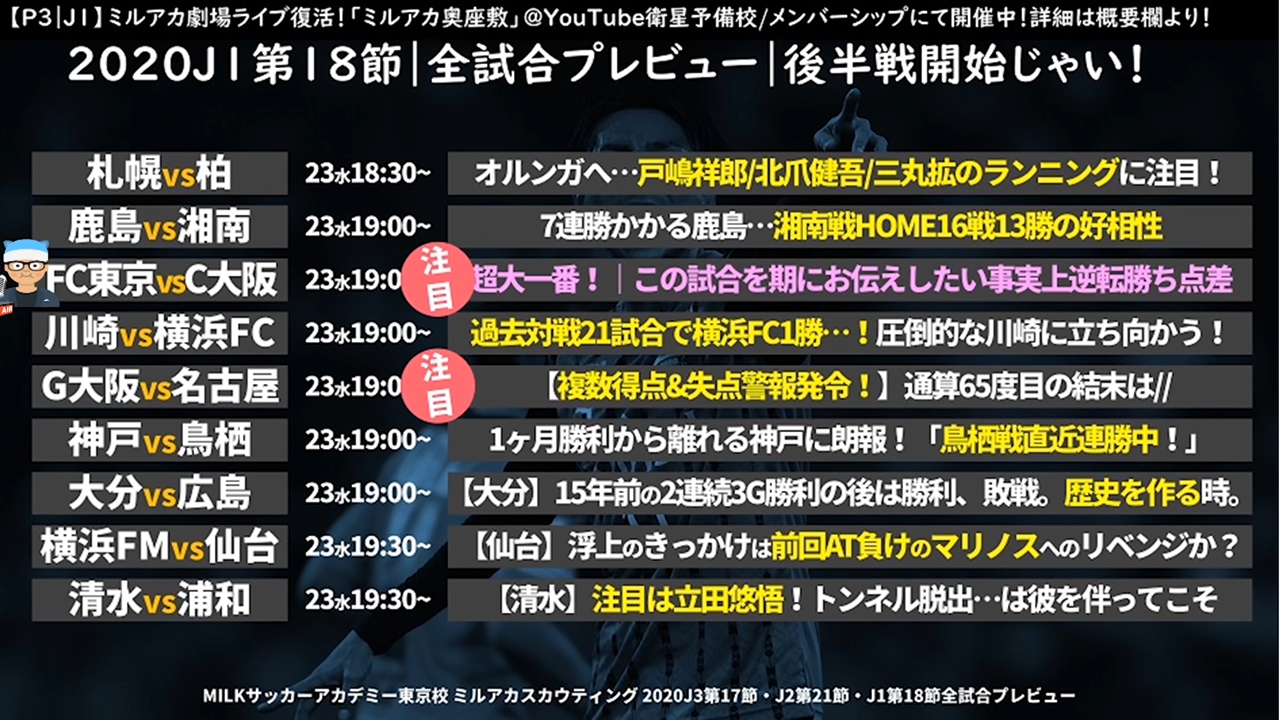 【P3|J1】ミルアカ劇場ライブ復活!「ミルアカ奥座敷」@YouTube衛星予備校/メンバーシップにて開催中!詳細は概要欄より!
2020J1第18節|全試合プレビュー|後半戦開始じゃい!
札幌vs柏 23水18:30~ オルンガへ…戸嶋祥郎/北爪健吾/三丸拡のランニングに注目!
鹿島vs湘南 23水19:00~ 7連勝かかる鹿島…湘南戦HOME16戦13勝の好相性
FC東京vsC大阪 23水19:0 注目 超大一番!|この試合を期にお伝えしたい事実上逆転勝ち点差
川崎vs横浜FC 23水19:00~ 過去対戦21試合で横浜FC1勝…!圧倒的な川崎に立ち向かう!
G大阪vs名古屋 23水19:0 注目 【複数得点&失点警報発令!】通算65度目の結末は//
神戸vs鳥栖 23水19:00~ 1ヶ月勝利から離れる神戸に朗報!「鳥栖戦直近連勝中!」
大分vs広島 23水19:00~ 【大分】15年前の2連続3G勝利の後は勝利、敗戦。歴史を作る時。
横浜FMvs仙台 23水19:30~ 【仙台】浮上のきっかけは前回AT負けのマリノスへのリベンジか?
清水vs浦和 23水19:30~ 【清水】注目は立田悠悟!トンネル脱出…は彼を伴ってこそ
AIR
MILKサッカーアカデミー東京校 ミルアカスカウティング 2020J3第17節・J2第21節・J1第18節全試合プレビュー